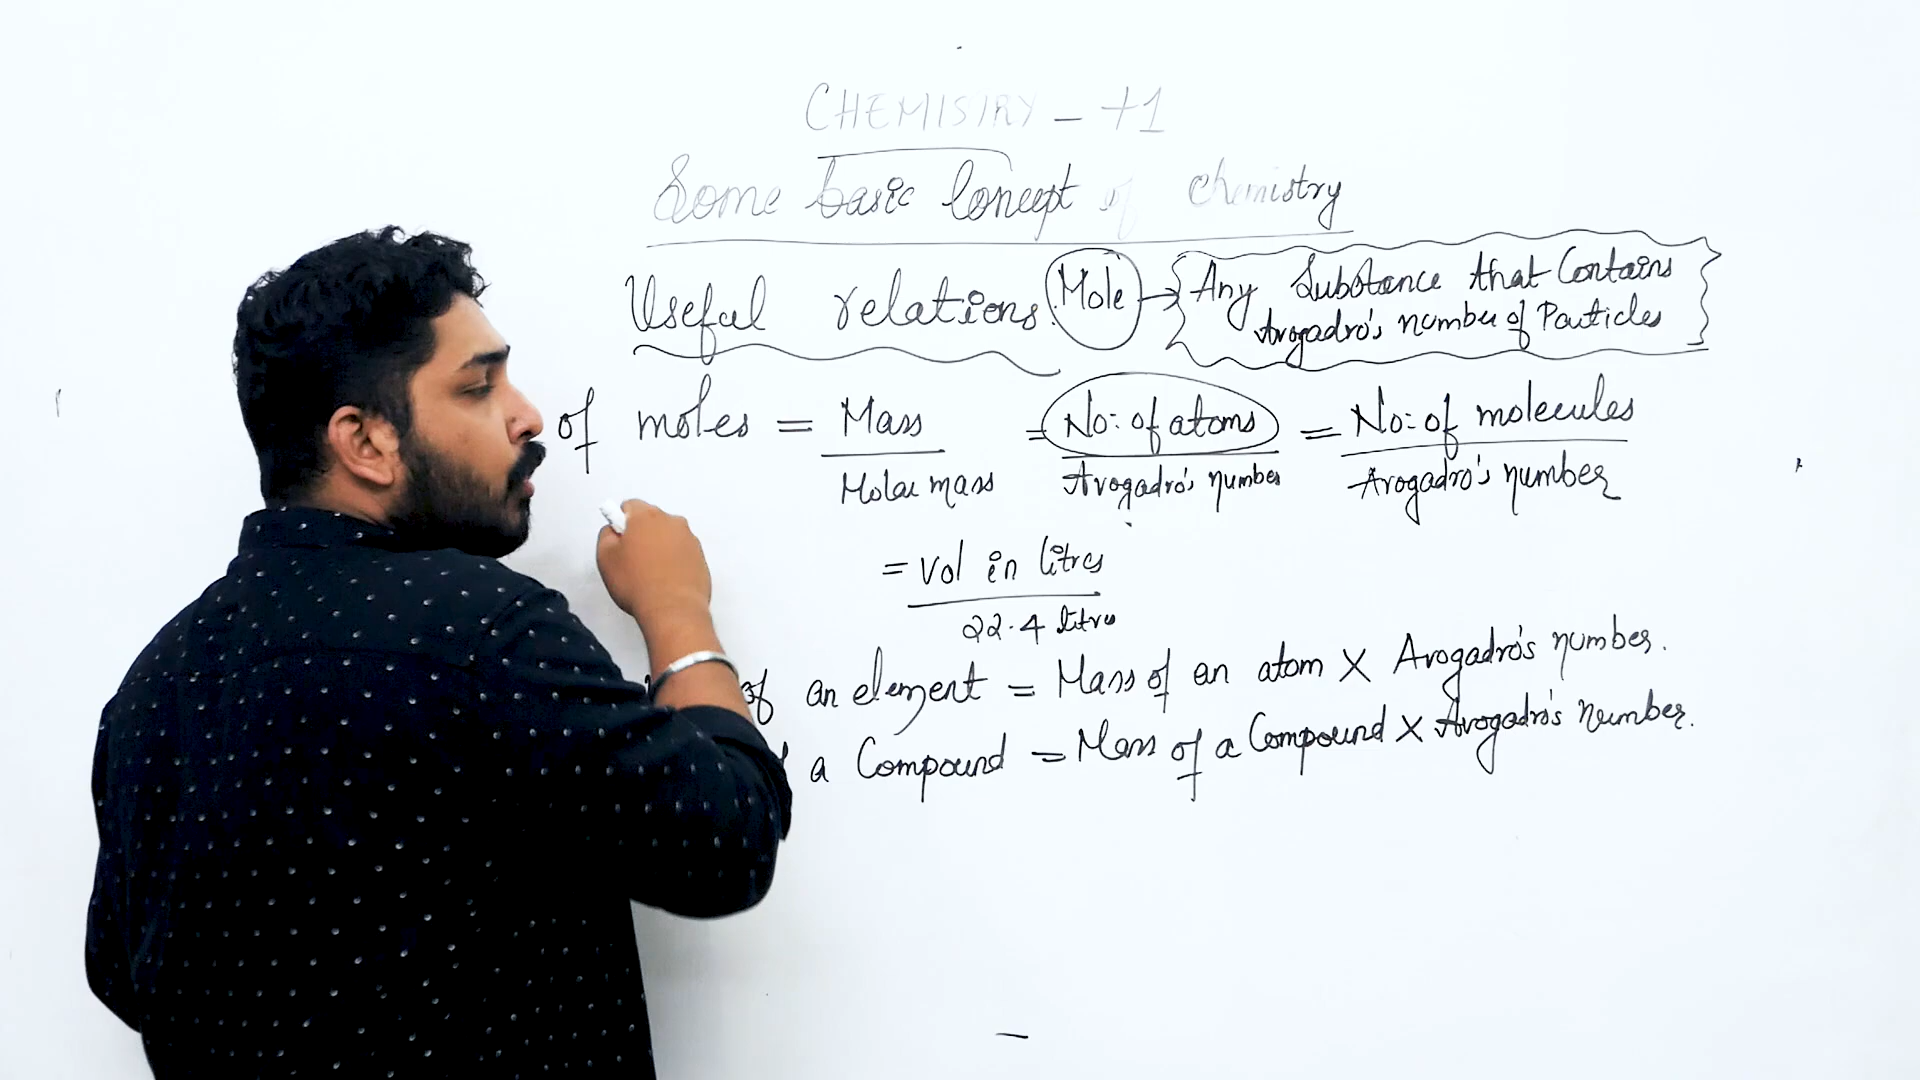 CHEMISTRY - +1
Some basic Concept of chemistry
Useful relations. Mole → Any Substance that Contains
Avogadro's number of Particles
of moles = Mass / Molar mass = No: of atoms / Avogadro's number = No: of molecules / Avogadro's number
= Vol in litres / 22.4 litres
of an element = Mass of an atom X Avogadro's number.
a Compound = Mass of a Compound X Avogadro's number.